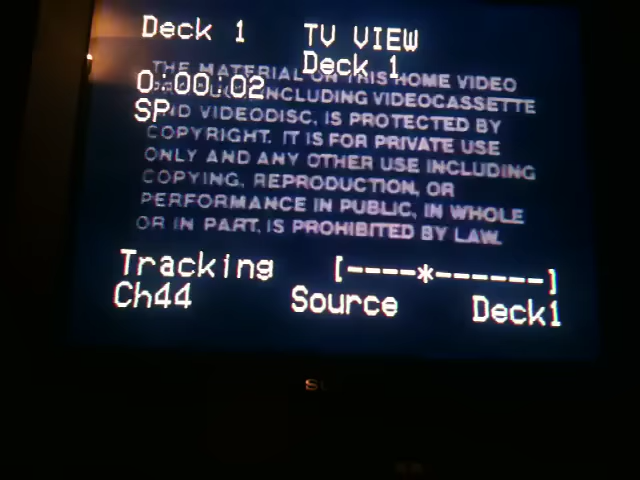 Deck 1 TV VIEW
Deck 1
THE MATERIAL ON THIS HOME VIDEO
0:00:02 INCLUDING VIDEOCASSETTE
SP AND VIDEODISC, IS PROTECTED BY
COPYRIGHT. IT IS FOR PRIVATE USE
ONLY AND ANY OTHER USE INCLUDING
COPYING, REPRODUCTION, OR
PERFORMANCE IN PUBLIC, IN WHOLE
OR IN PART, IS PROHIBITED BY LAW.
Tracking [----*------]
Ch44 Source Deck1